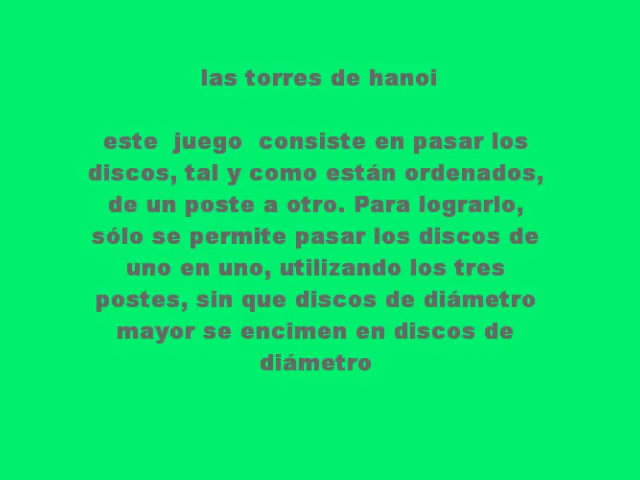 las torres de hanoi
este juego consiste en pasar los
discos, tal y como están ordenados,
de un poste a otro. Para lograrlo,
sólo se permite pasar los discos de
uno en uno, utilizando los tres
postes, sin que discos de diámetro
mayor se encimen en discos de
diámetro